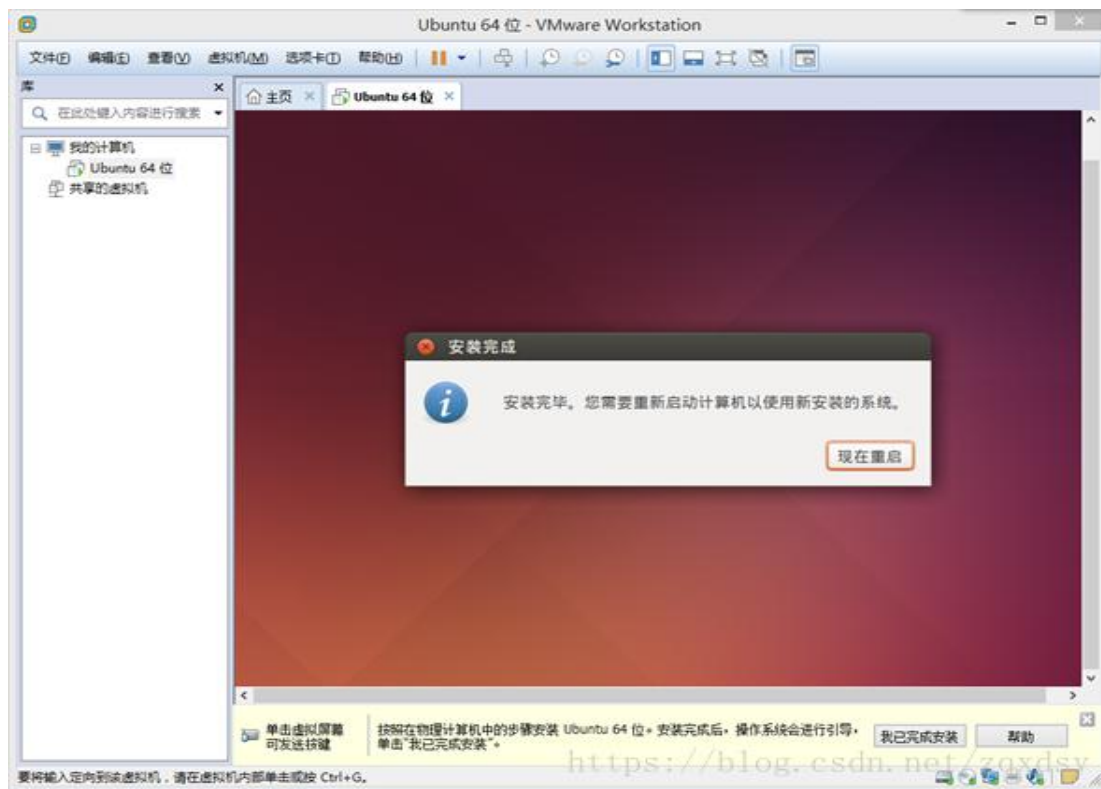 Ubuntu 64 位 - VMware Workstation
文件(F) 编辑(E) 查看(V) 虚拟机(M) 选项卡(T) 帮助(H)
库
主页
Ubuntu 64 位
在此处键入内容进行搜索
我的计算机
Ubuntu 64 位
共享的虚拟机
安装完成
安装完毕。您需要重新启动计算机以使用新安装的系统。
现在重启
单击虚拟屏幕
可发送按键
按照在物理计算机中的步骤安装 Ubuntu 64 位。安装完成后，操作系统会进行引导，
单击"我已完成安装"。
我已完成安装
帮助
要将输入定向到该虚拟机，请在虚拟机内部单击或按 Ctrl+G。
https://blog.csdn.net/zqxdsy